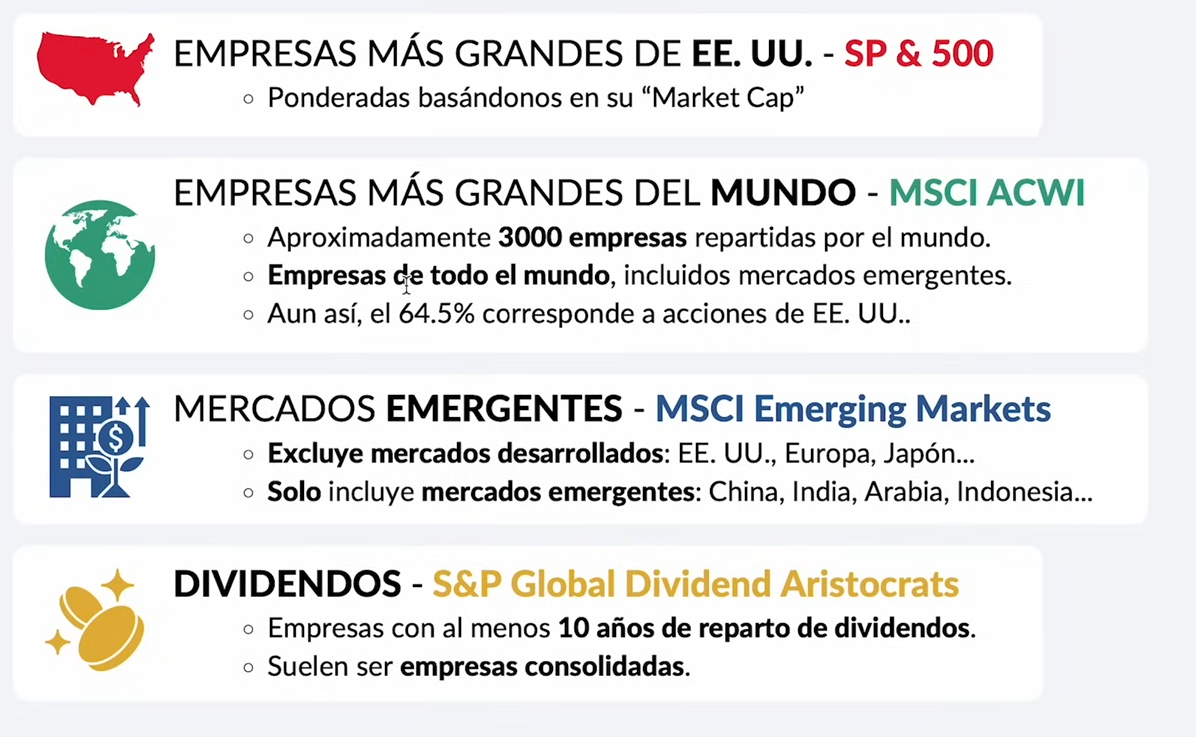 EMPRESAS MÁS GRANDES DE EE. UU. - SP & 500
◦ Ponderadas basándonos en su “Market Cap”
EMPRESAS MÁS GRANDES DEL MUNDO - MSCI ACWI
◦ Aproximadamente 3000 empresas repartidas por el mundo.
◦ Empresas de todo el mundo, incluidos mercados emergentes.
◦ Aun así, el 64.5% corresponde a acciones de EE. UU..
MERCADOS EMERGENTES - MSCI Emerging Markets
◦ Excluye mercados desarrollados: EE. UU., Europa, Japón...
◦ Solo incluye mercados emergentes: China, India, Arabia, Indonesia...
$
DIVIDENDOS - S&P Global Dividend Aristocrats
◦ Empresas con al menos 10 años de reparto de dividendos.
◦ Suelen ser empresas consolidadas.